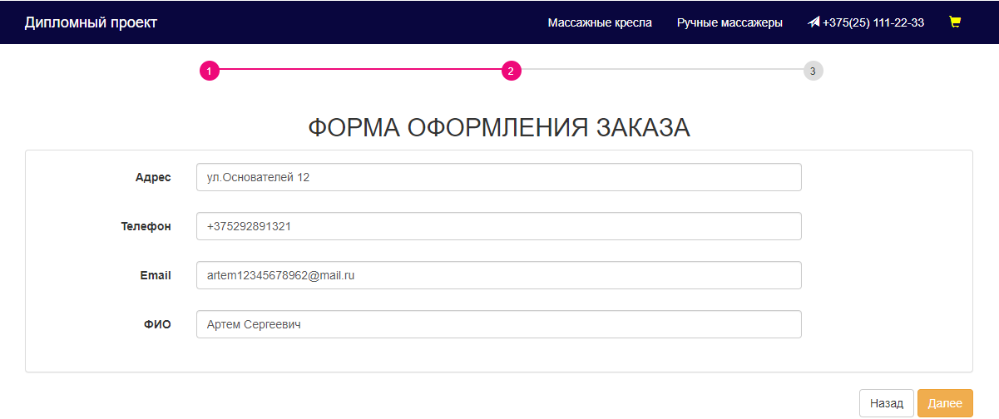 Дипломный проект Массажные кресла Ручные массажеры +375(25) 111-22-33
1 2 3
ФОРМА ОФОРМЛЕНИЯ ЗАКАЗА
Адрес ул.Основателей 12
Телефон +375292891321
Email artem12345678962@mail.ru
ФИО Артем Сергеевич
Назад Далее